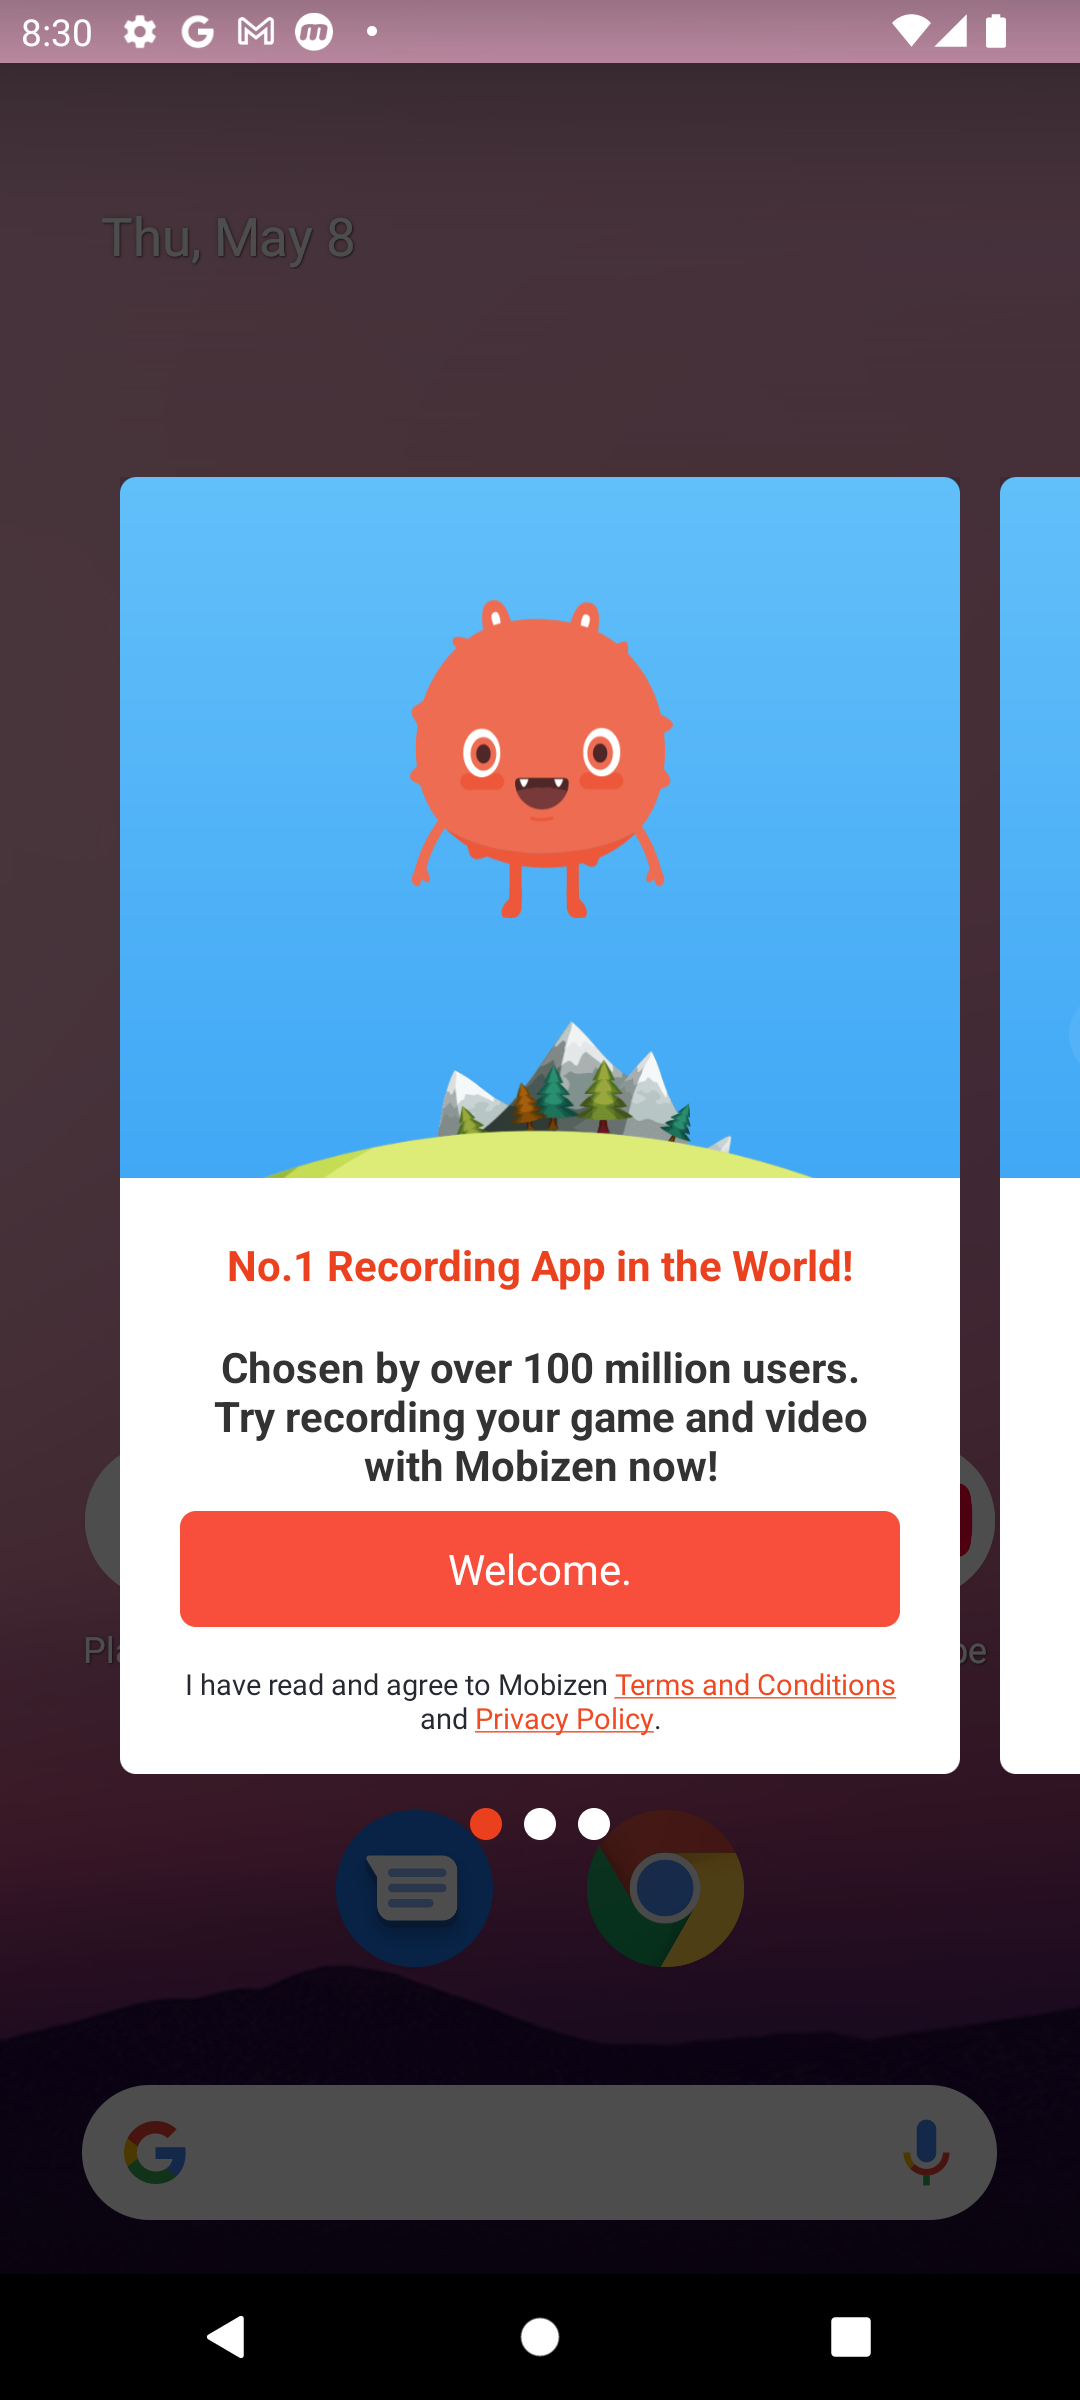 8:30
Thu, May 8
No.1 Recording App in the World!
Chosen by over 100 million users.
Try recording your game and video
with Mobizen now!
Welcome.
I have read and agree to Mobizen Terms and Conditions
and Privacy Policy.